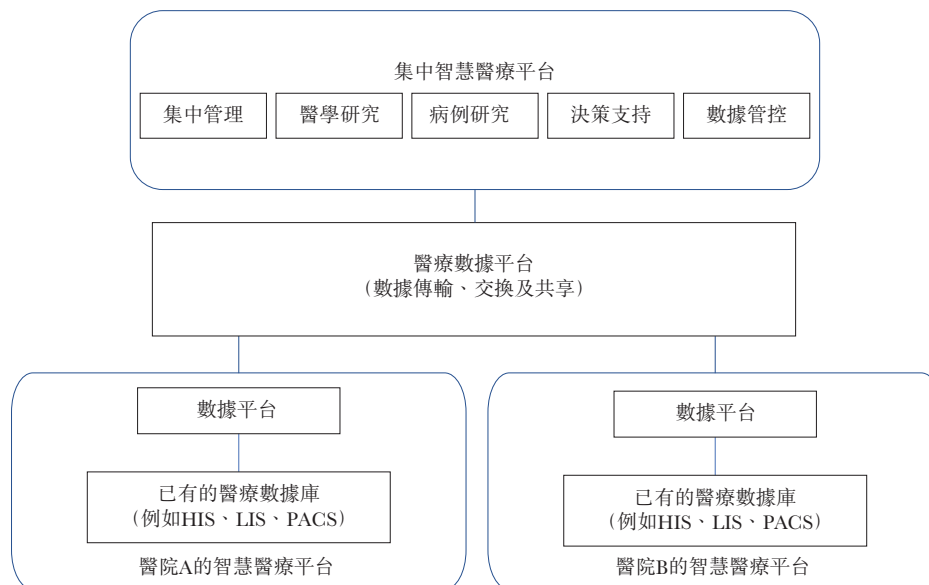 集中智慧醫療平台
集中管理
醫學研究
病例研究
決策支持
數據管控
醫療數據平台
(數據傳輸、交換及共享)
數據平台
已有的醫療數據庫
(例如HIS、LIS、PACS)
醫院A的智慧醫療平台
數據平台
已有的醫療數據庫
(例如HIS、LIS、PACS)
醫院B的智慧醫療平台